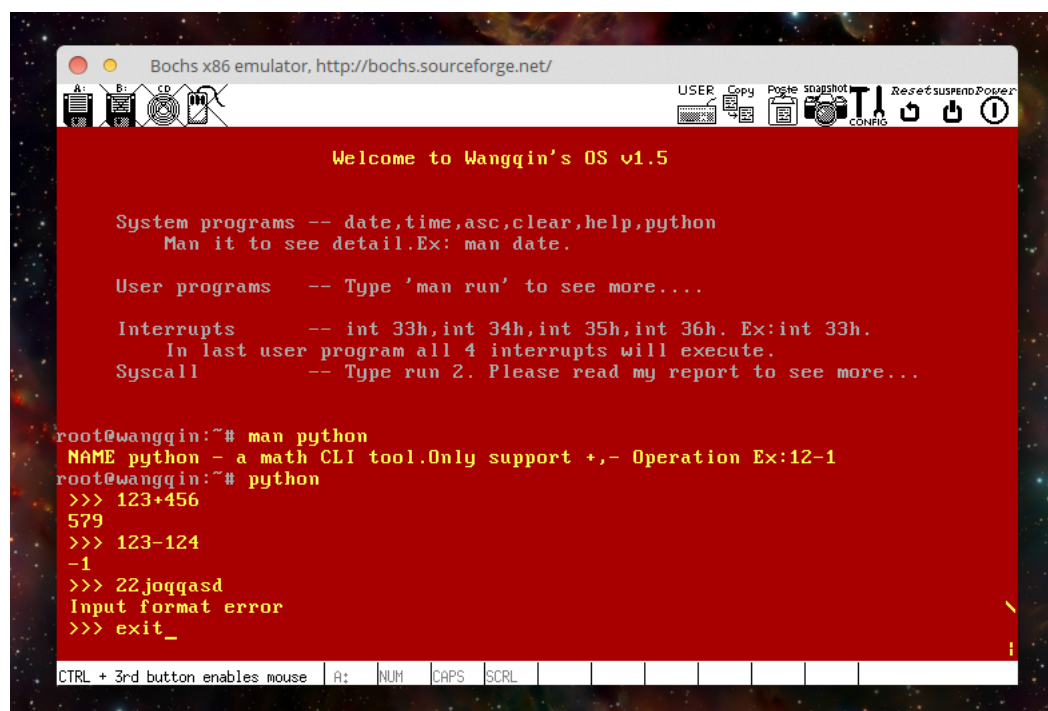 Bochs x86 emulator, http://bochs.sourceforge.net/
A: B: CD USER Copy Paste snapshot CONFIG Reset SUSPEND Power
Welcome to Wangqin's OS v1.5
System programs -- date,time,asc,clear,help,python
Man it to see detail.Ex: man date.
User programs -- Type 'man run' to see more....
Interrupts -- int 33h,int 34h,int 35h,int 36h. Ex:int 33h.
In last user program all 4 interrupts will execute.
Syscall -- Type run 2. Please read my report to see more...
root@wangqin:~# man python
NAME python - a math CLI tool.Only support +,- Operation Ex:12-1
root@wangqin:~# python
>>> 123+456
579
>>> 123-124
-1
>>> 22joqqasd
Input format error
>>> exit_
CTRL + 3rd button enables mouse A: NUM CAPS SCRL